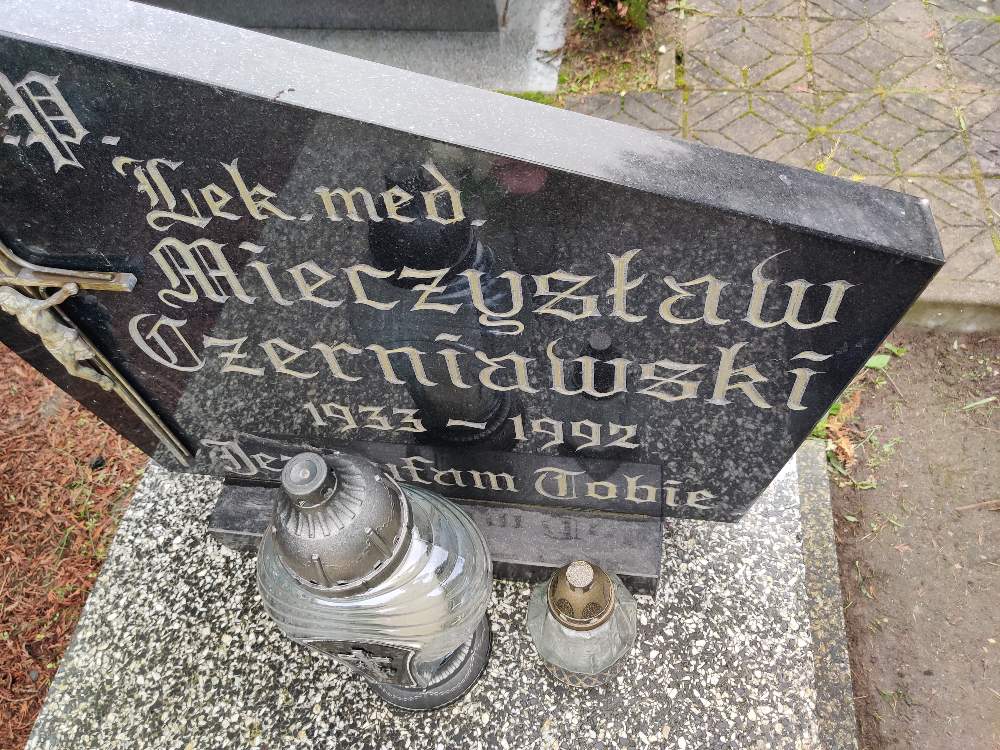 .P.
Lek. med.
Mieczysław
Czerniawski
1933 – 1992
ufam Tobie